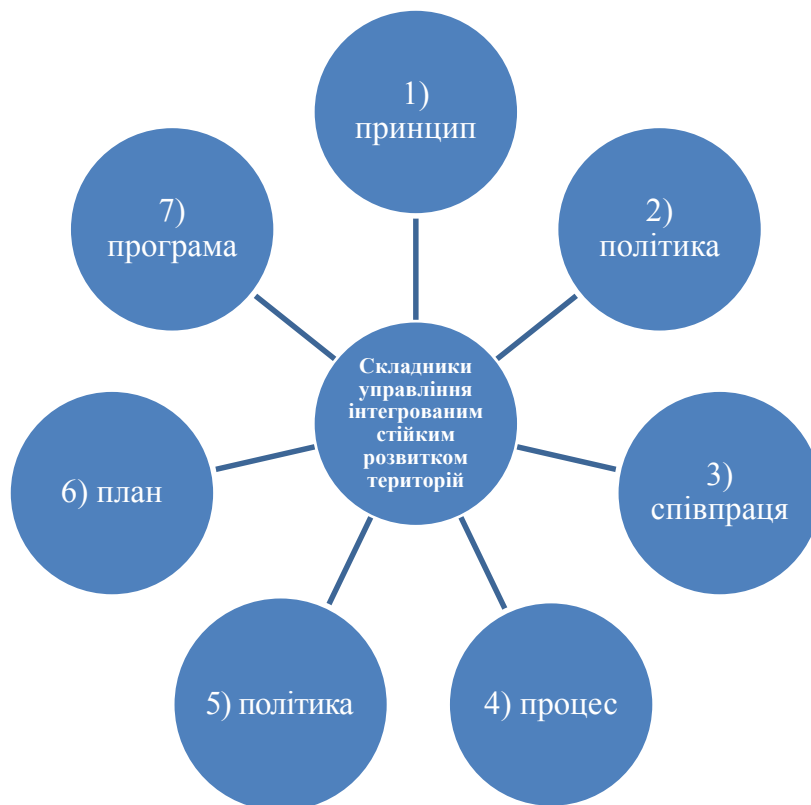 1)
принцип
2)
політика
3)
співпраця
4) процес
5) політика
6) план
7)
програма
Складники
управління
інтегрованим
стійким
розвитком
територій